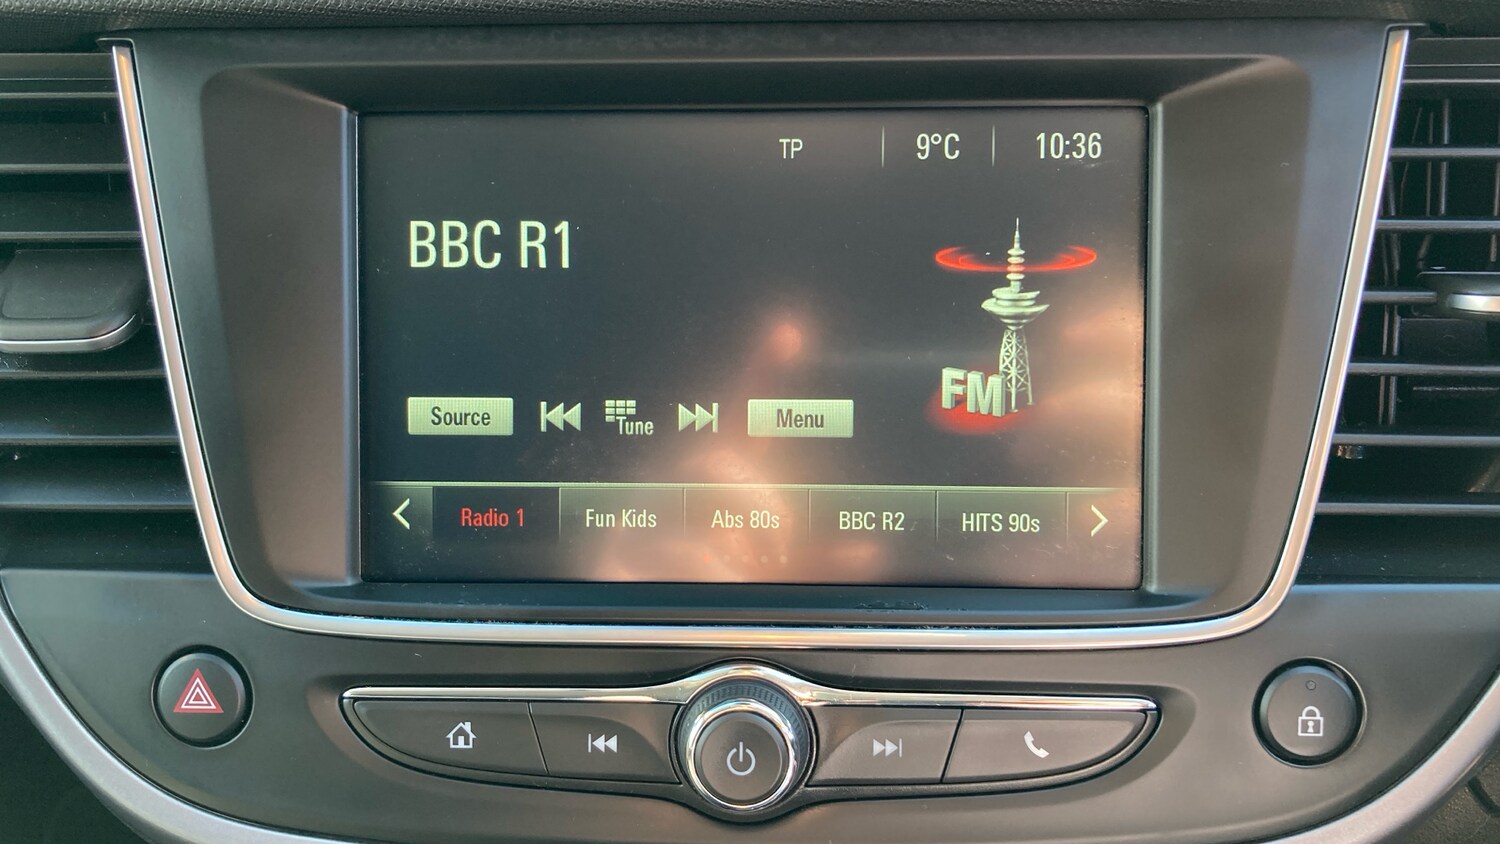 TP 9°C 10:36
BBC R1
FM
Source Tune Menu
Radio 1 Fun Kids Abs 80s BBC R2 HITS 90s